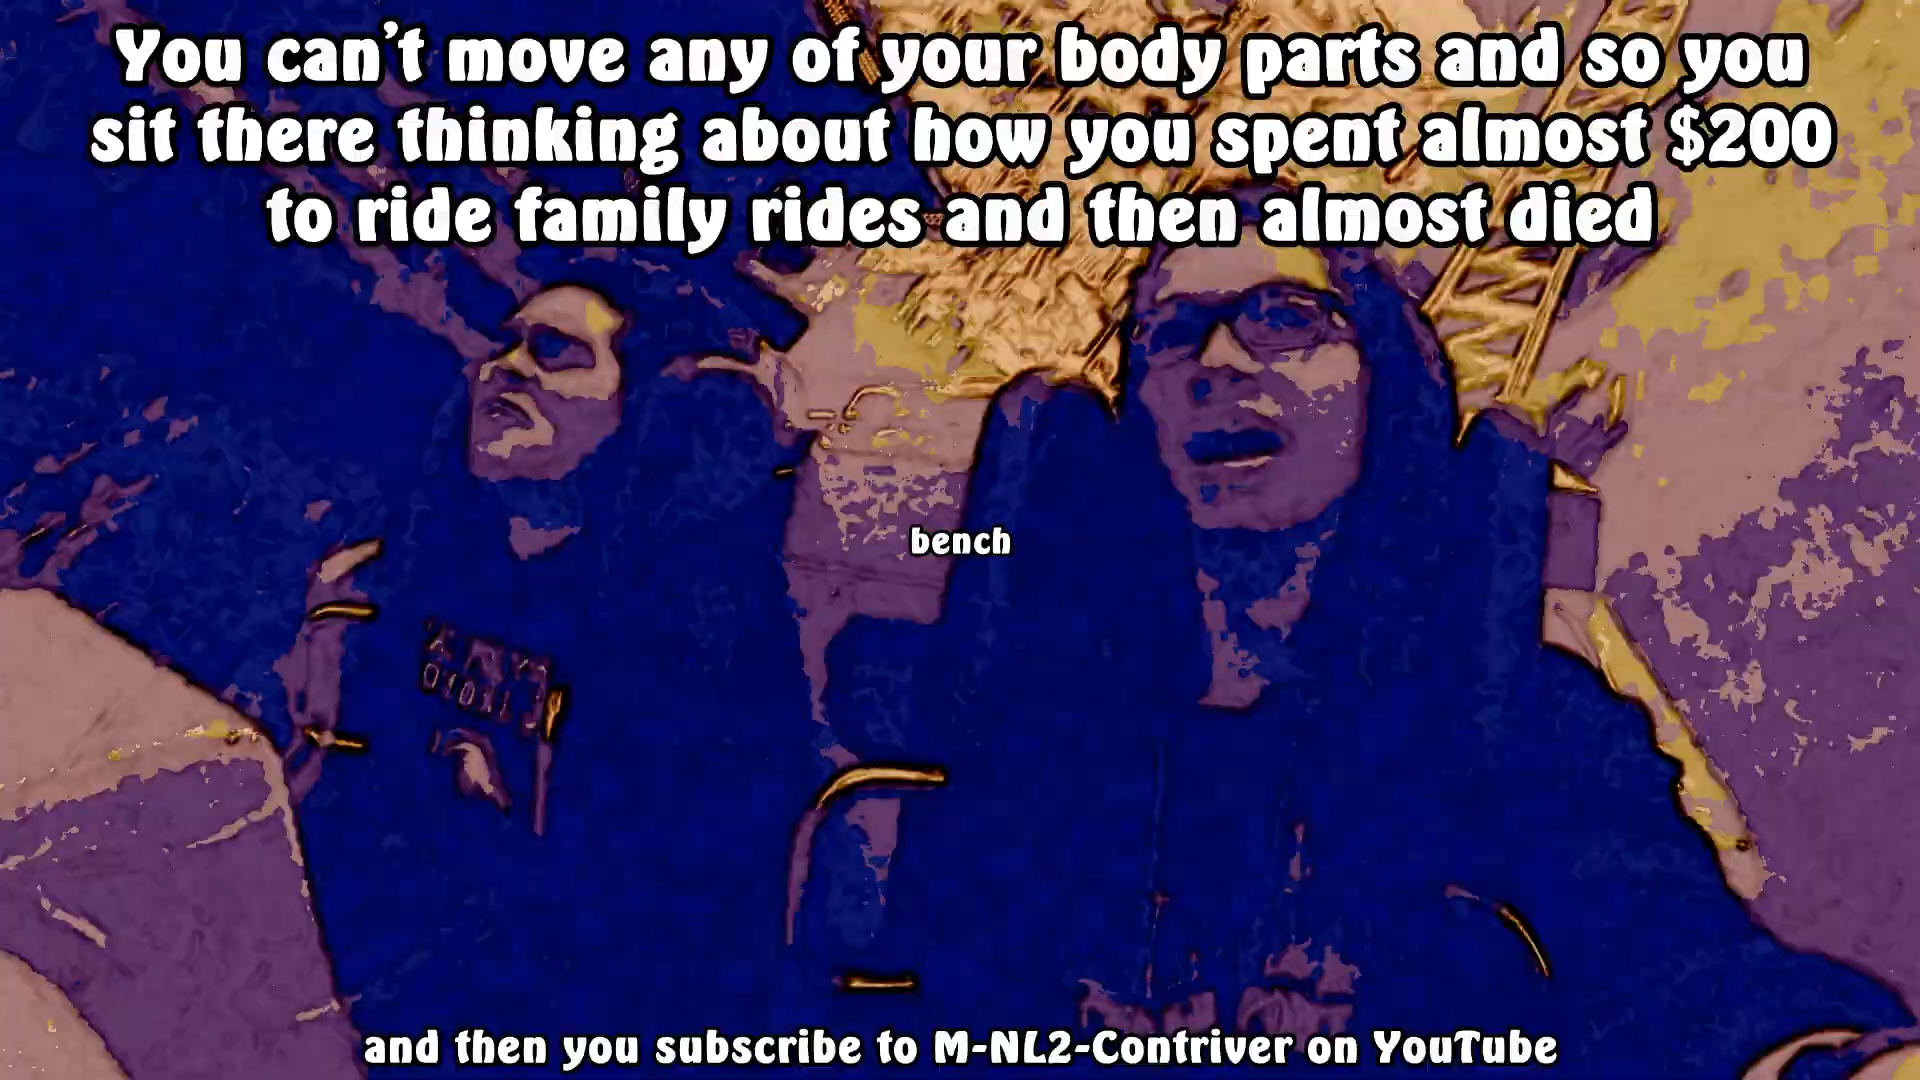 You can't move any of your body parts and so you
sit there thinking about how you spent almost $200
to ride family rides and then almost died
bench
and then you subscribe to M-NL2-Contriver on YouTube